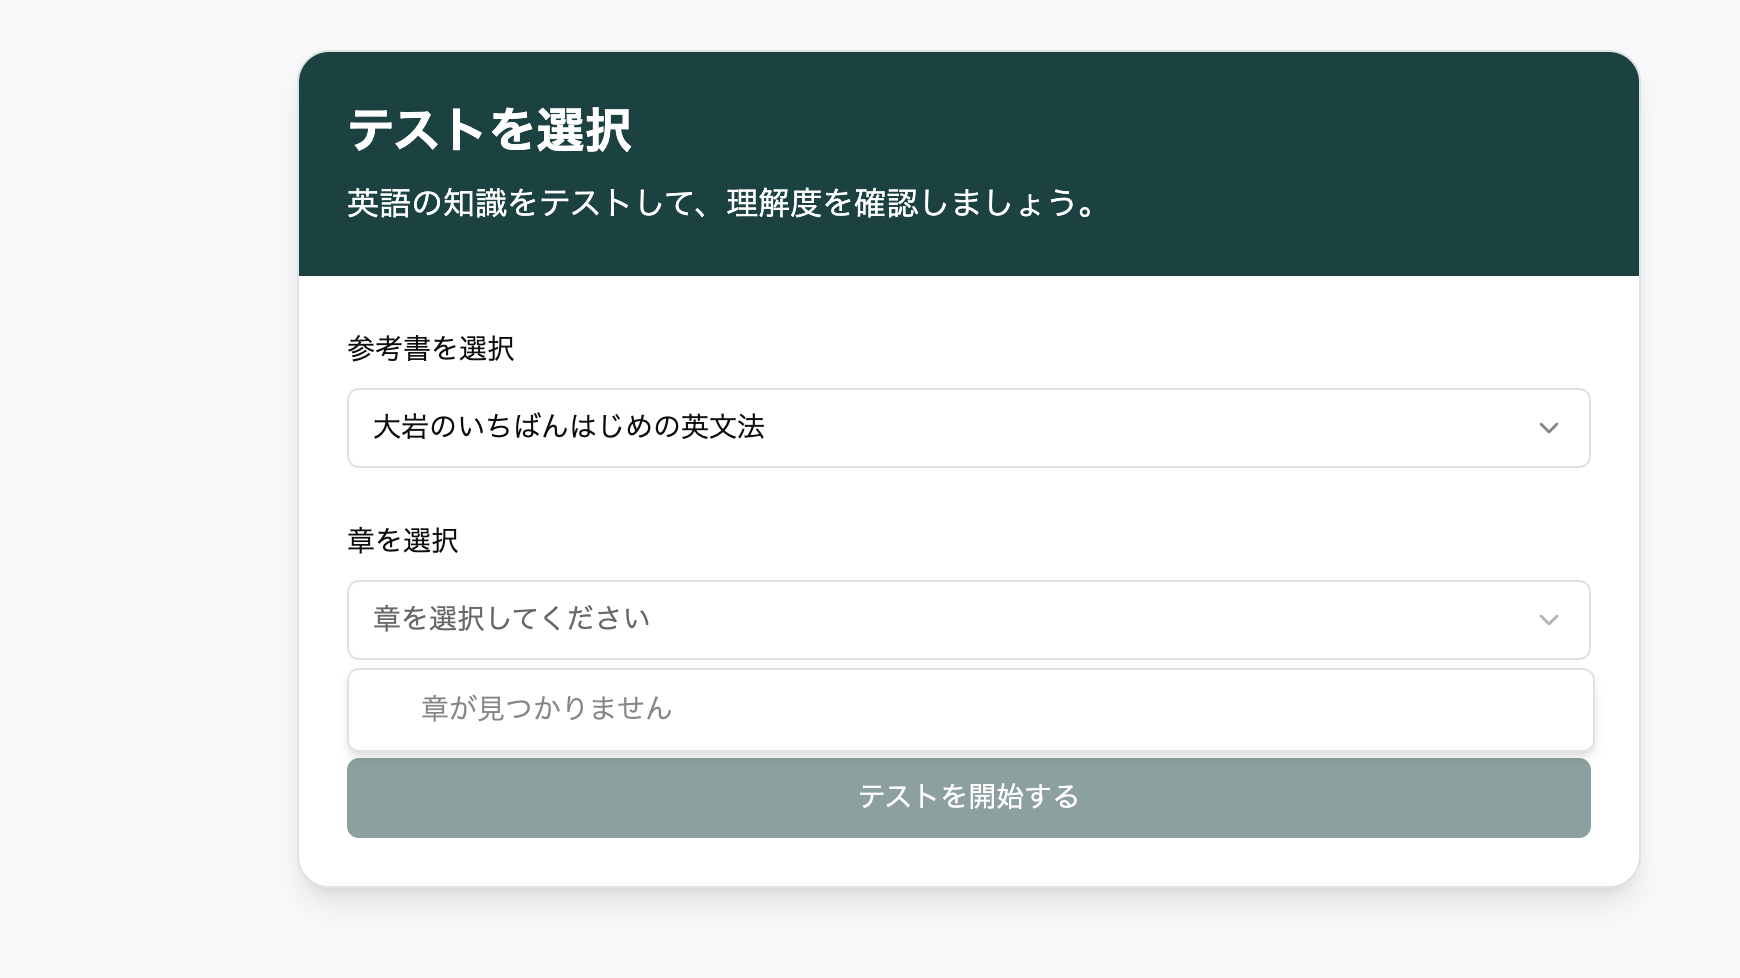 テストを選択
英語の知識をテストして、理解度を確認しましょう。
参考書を選択
大岩のいちばんはじめの英文法
章を選択
章を選択してください
章が見つかりません
テストを開始する